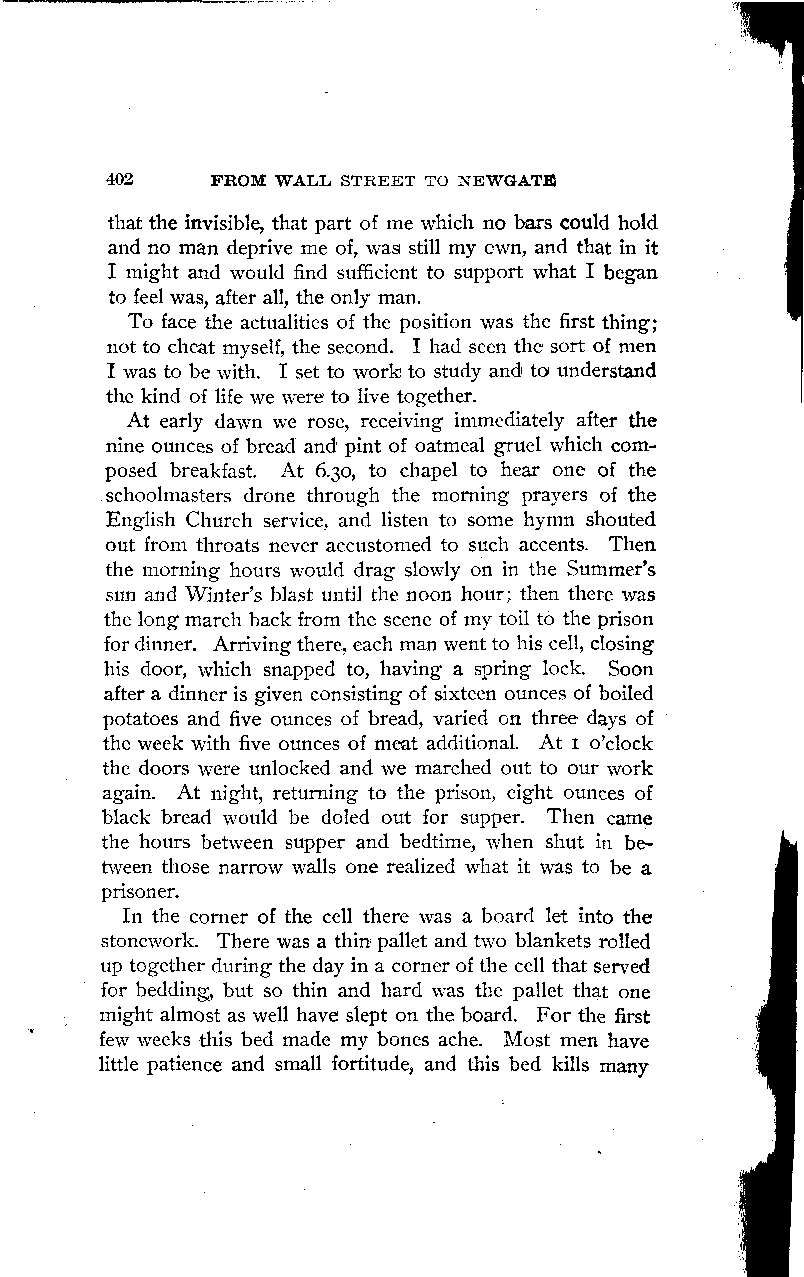 402 FROM WALL STREET TO NEWGATE
that the invisible, that part of me which no bars could hold
and no man deprive me of, was still my own, and that in it
I might and would find sufficient to support what I began
to feel was, after all, the only man.
To face the actualities of the position was the first thing;
not to cheat myself, the second. I had seen the sort of men
I was to be with. I set to work to study and to understand
the kind of life we were to live together.
At early dawn we rose, receiving immediately after the
nine ounces of bread and pint of oatmeal gruel which com-
posed breakfast. At 6.30, to chapel to hear one of the
schoolmasters drone through the morning prayers of the
English Church service, and listen to some hymn shouted
out from throats never accustomed to such accents. Then
the morning hours would drag slowly on in the Summer's
sun and Winter's blast until the noon hour; then there was
the long march back from the scene of my toil to the prison
for dinner. Arriving there, each man went to his cell, closing
his door, which snapped to, having a spring lock. Soon
after a dinner is given consisting of sixteen ounces of boiled
potatoes and five ounces of bread, varied on three days of
the week with five ounces of meat additional. At 1 o'clock
the doors were unlocked and we marched out to our work
again. At night, returning to the prison, eight ounces of
black bread would be doled out for supper. Then came
the hours between supper and bedtime, when shut in be-
tween those narrow walls one realized what it was to be a
prisoner.
In the corner of the cell there was a board let into the
stonework. There was a thin pallet and two blankets rolled
up together during the day in a corner of the cell that served
for bedding, but so thin and hard was the pallet that one
might almost as well have slept on the board. For the first
few weeks this bed made my bones ache. Most men have
little patience and small fortitude, and this bed kills many